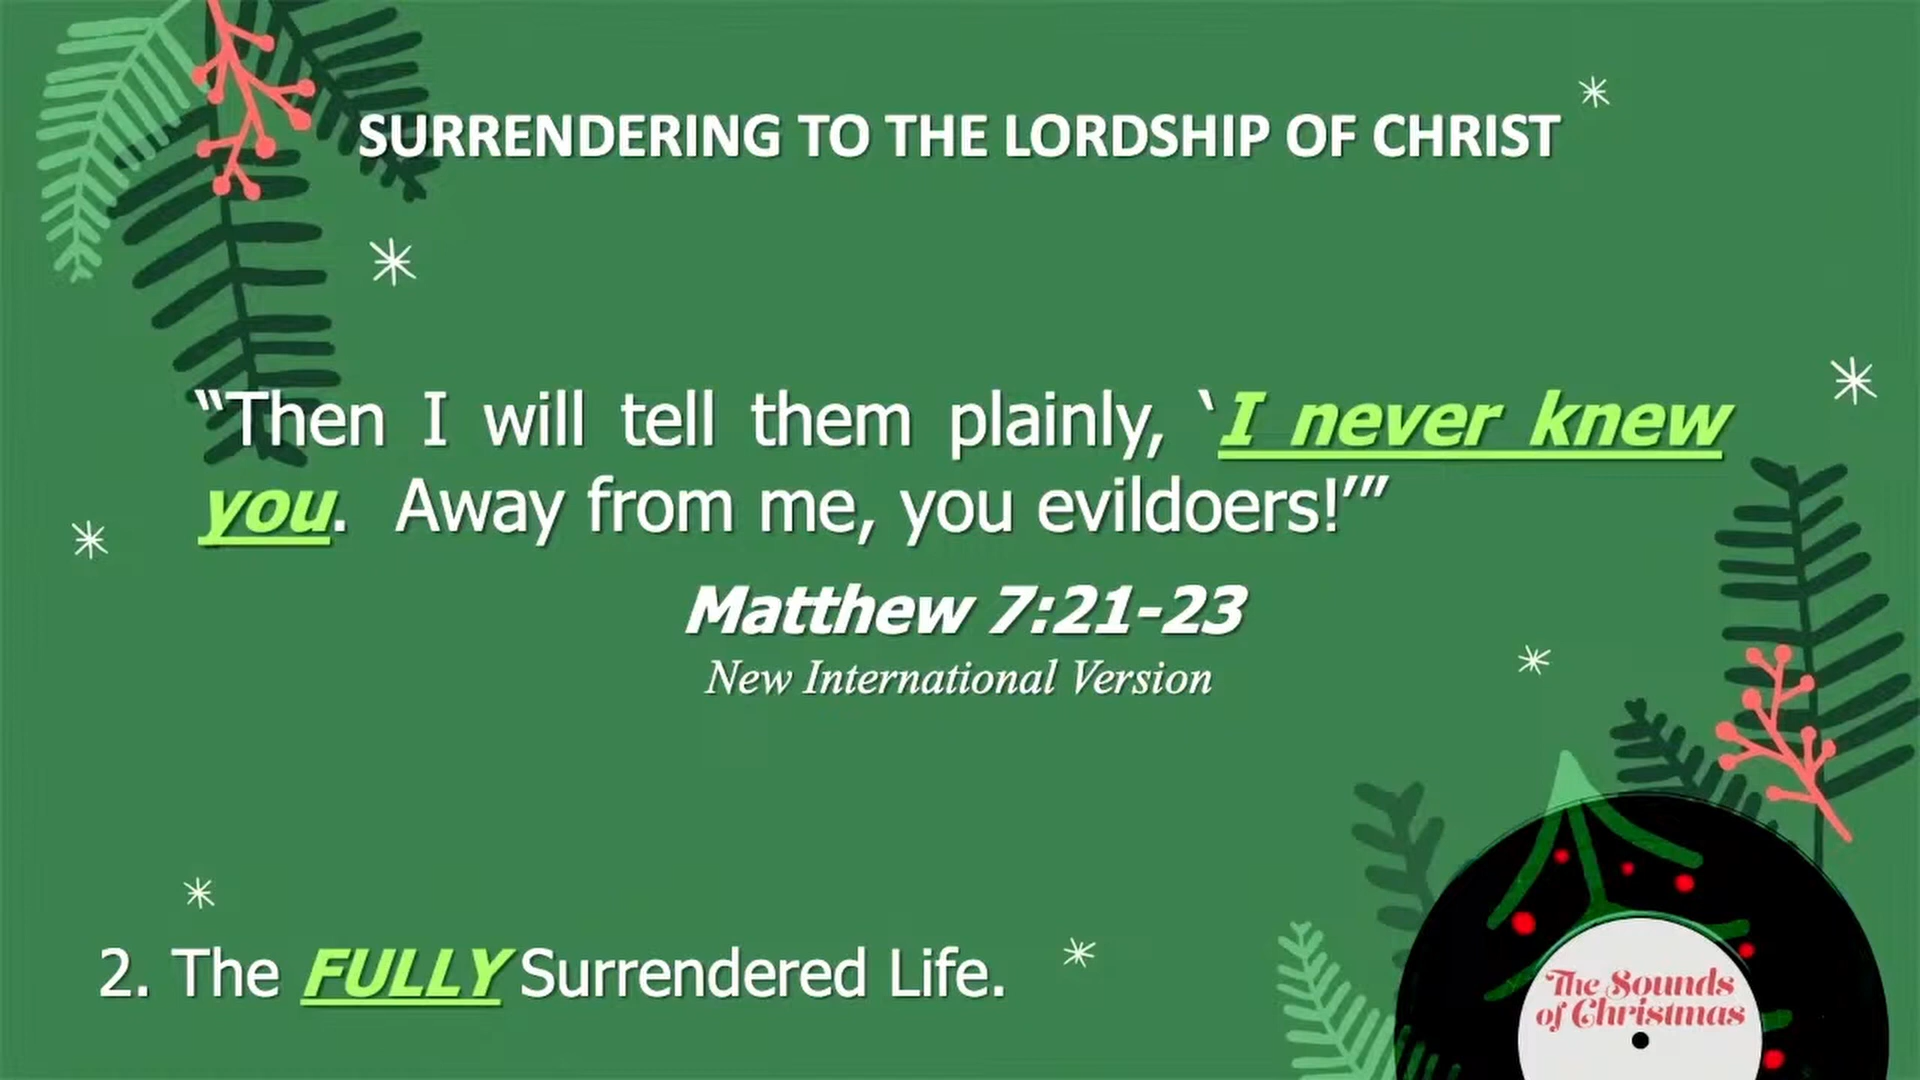 SURRENDERING TO THE LORDSHIP OF CHRIST
“Then I will tell them plainly, ‘I never knew
you. Away from me, you evildoers!’”
Matthew 7:21-23
New International Version
2. The FULLY Surrendered Life.
The Sounds
of Christmas